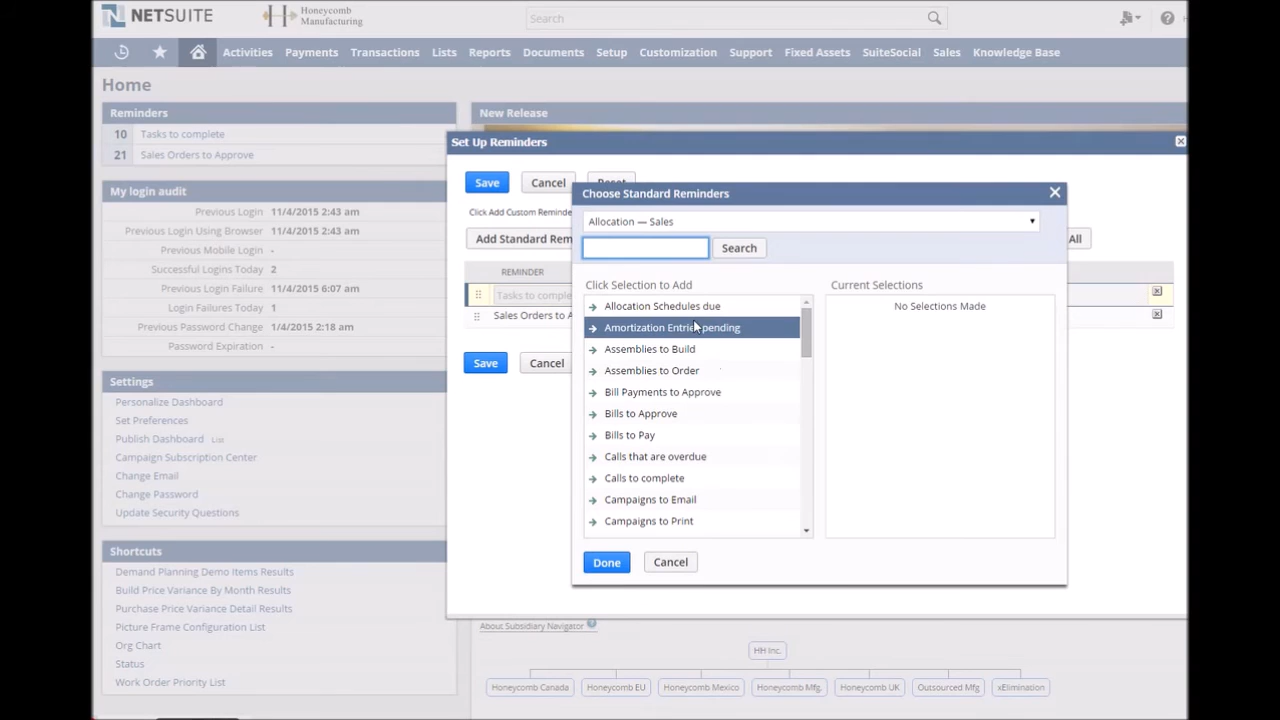 NETSUITE
Honeycomb
Manufacturing
Search
Activities Payments Transactions Lists Reports Documents Setup Customization Support Fixed Assets SuiteSocial Sales Knowledge Base
Home
Reminders
10 Tasks to complete
21 Sales Orders to Approve
My login audit
Previous Login 11/4/2015 2:43 am
Previous Login Using Browser 11/4/2015 2:43 am
Previous Mobile Login -
Successful Logins Today 2
Previous Login Failure 11/5/2015 6:07 am
Login Failures Today 1
Previous Password Change 1/4/2015 2:18 am
Password Expiration -
Settings
Personalize Dashboard
Set Preferences
Publish Dashboard List
Campaign Subscription Center
Change Email
Change Password
Update Security Questions
Shortcuts
Demand Planning Demo Items Results
Build Price Variance By Month Results
Purchase Price Variance Detail Results
Picture Frame Configuration List
Org Chart
Status
Work Order Priority List
New Release
Set Up Reminders
Save Cancel Reset
Click Add Custom Reminde
Add Standard Rem
All
REMINDER
Tasks to comple
Sales Orders to A
Save Cancel
Choose Standard Reminders
Allocation — Sales
Search
Click Selection to Add
Allocation Schedules due
Amortization Entries pending
Assemblies to Build
Assemblies to Order
Bill Payments to Approve
Bills to Approve
Bills to Pay
Calls that are overdue
Calls to complete
Campaigns to Email
Campaigns to Print
Current Selections
No Selections Made
Done Cancel
About Subsidiary Navigator
HH Inc.
Honeycomb Canada Honeycomb EU Honeycomb Mexico Honeycomb Mfg. Honeycomb UK Outsourced Mfg xElimination